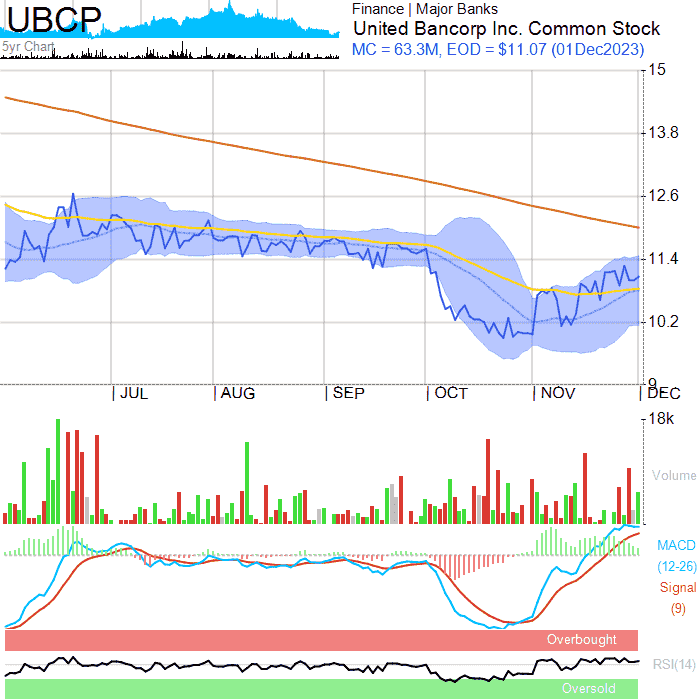 UBCP
5yr Chart
Finance | Major Banks
United Bancorp Inc. Common Stock
MC = 63.3M, EOD = $11.07 (01Dec2023)
15
13.8
12.6
11.4
10.2
9
JUL AUG SEP OCT NOV DEC
18k
Volume
MACD
(12-26)
Signal
(9)
Overbought
RSI(14)
Oversold